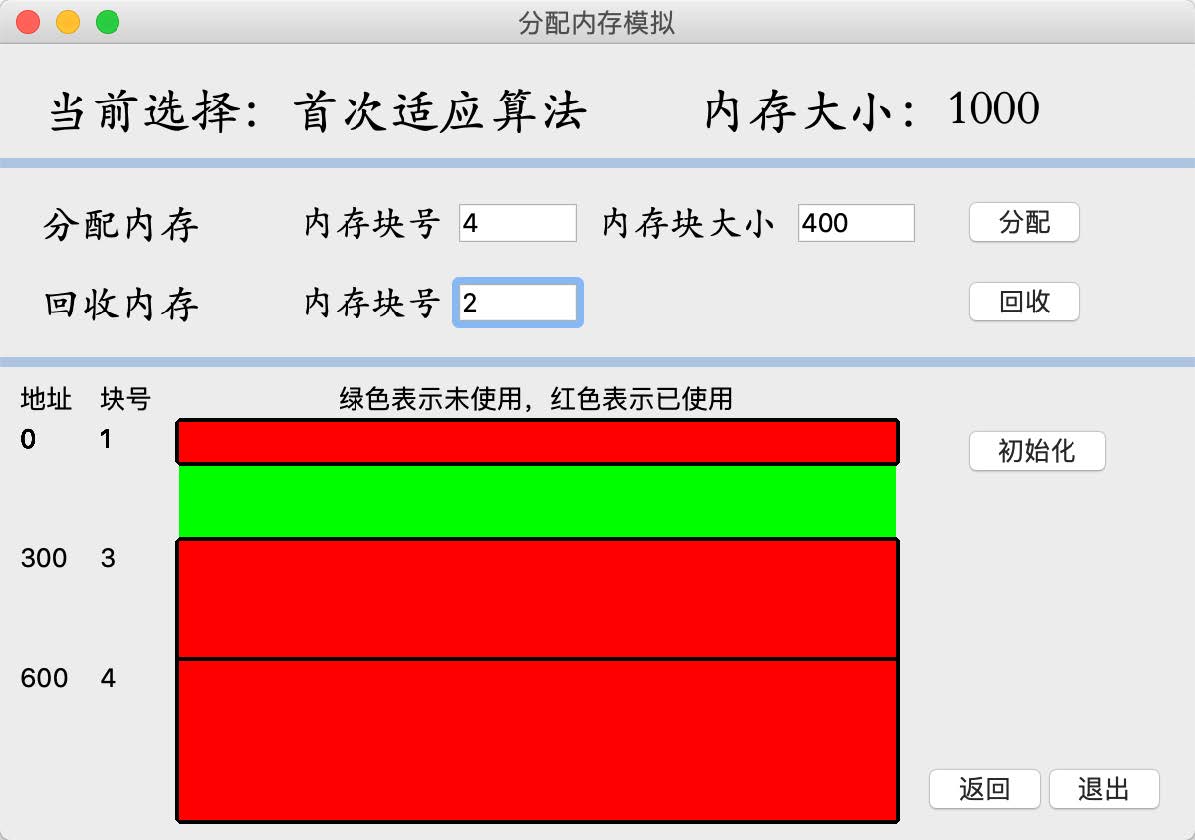 分配内存模拟
当前选择：首次适应算法 内存大小：1000
分配内存 内存块号 4 内存块大小 400 分配
回收内存 内存块号 2 回收
地址 块号 绿色表示未使用，红色表示已使用
0 1 初始化
300 3
600 4
返回 退出